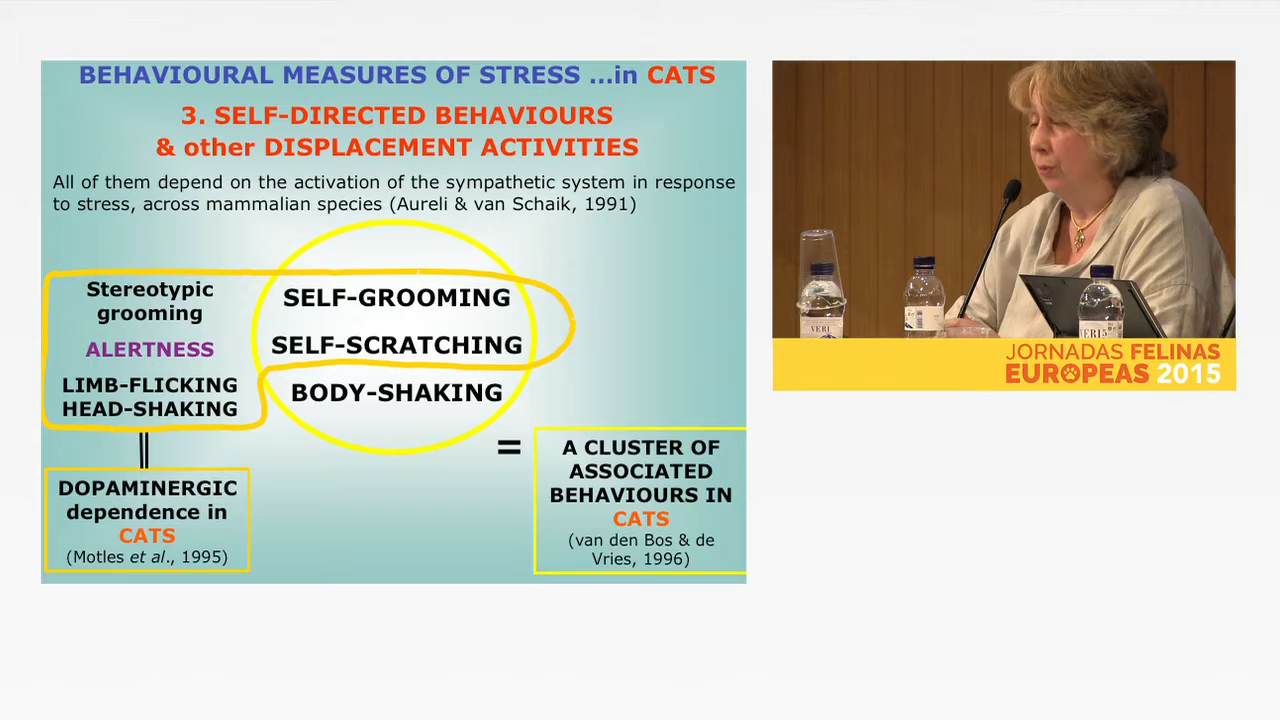 BEHAVIOURAL MEASURES OF STRESS ...in CATS
3. SELF-DIRECTED BEHAVIOURS
& other DISPLACEMENT ACTIVITIES
All of them depend on the activation of the sympathetic system in response
to stress, across mammalian species (Aureli & van Schaik, 1991)
Stereotypic
grooming
ALERTNESS
LIMB-FLICKING
HEAD-SHAKING
SELF-GROOMING
SELF-SCRATCHING
BODY-SHAKING
=
DOPAMINERGIC
dependence in
CATS
(Motles et al., 1995)
A CLUSTER OF
ASSOCIATED
BEHAVIOURS IN
CATS
(van den Bos & de
Vries, 1996)
VERI
VERI
JORNADAS FELINAS
EUROPEAS 2015